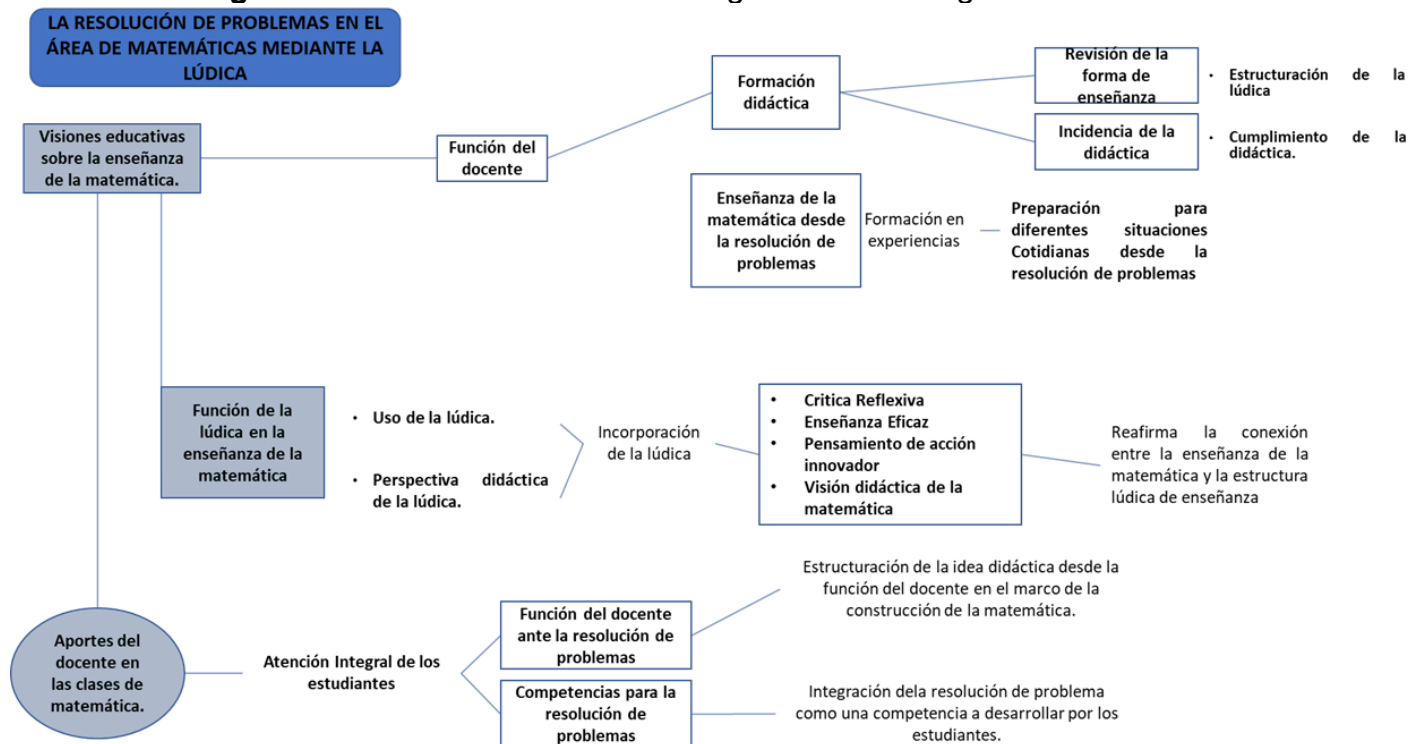 LA RESOLUCIÓN DE PROBLEMAS EN EL
ÁREA DE MATEMÁTICAS MEDIANTE LA
LÚDICA
Visiones educativas
sobre la enseñanza
de la matemática.
Función del
docente
Formación
didáctica
Revisión de la
forma de
enseñanza
• Estructuración de la
lúdica
Incidencia de la
didáctica
• Cumplimiento de la
didáctica.
Enseñanza de la
matemática desde
la resolución de
problemas
Formación en
experiencias
Preparación para
diferentes situaciones
Cotidianas desde la
resolución de problemas
Función de la
lúdica en la
enseñanza de la
matemática
• Uso de la lúdica.
• Perspectiva didáctica
de la lúdica.
Incorporación
de la lúdica
• Critica Reflexiva
• Enseñanza Eficaz
• Pensamiento de acción
innovador
• Visión didáctica de la
matemática
Reafirma la conexión
entre la enseñanza de la
matemática y la estructura
lúdica de enseñanza
Aportes del
docente en
las clases de
matemática.
Atención Integral de los
estudiantes
Función del docente
ante la resolución de
problemas
Estructuración de la idea didáctica desde la
función del docente en el marco de la
construcción de la matemática.
Competencias para la
resolución de
problemas
Integración dela resolución de problema
como una competencia a desarrollar por los
estudiantes.